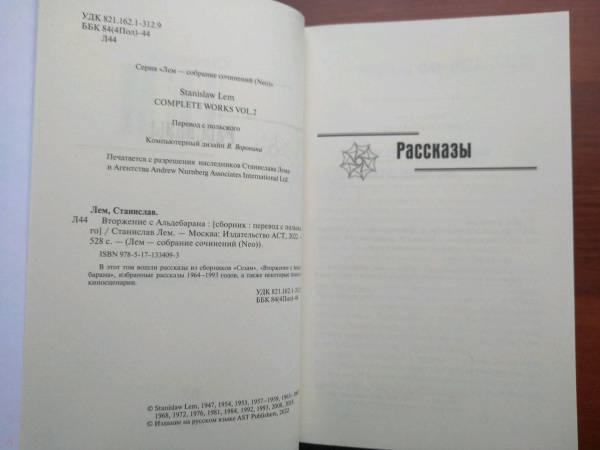 УДК 821.162.1-312.9
ББК 84(4Пол)-44
Л44
Серия «Лем — собрание сочинений (Neo)»
Stanislaw Lem
COMPLETE WORKS VOL.2
Перевод с польского
Компьютерный дизайн В. Воронина
Печатается с разрешения наследников Станислава Лема
и Агентства Andrew Nurnberg Associates International Ltd.
Лем, Станислав.
Л44 Вторжение с Альдебарана : [сборник : перевод с польско-
го] / Станислав Лем. — Москва: Издательство АСТ, 2022. —
528 с. — (Лем — собрание сочинений (Neo)).
ISBN 978-5-17-133409-3
В этот том вошли рассказы из сборников «Сезам», «Вторжение с Альде-
барана», избранные рассказы 1964–1993 годов, а также некоторые
киносценарии.
УДК 821.162.1-312
ББК 84(4Пол)-44
© Stanislaw Lem, 1947, 1954, 1953, 1957–1959,
1968, 1972, 1976, 1981, 1984, 1992, 1993, 2008,
© Издание на русском языке AST Publishers, 2022
Рассказы